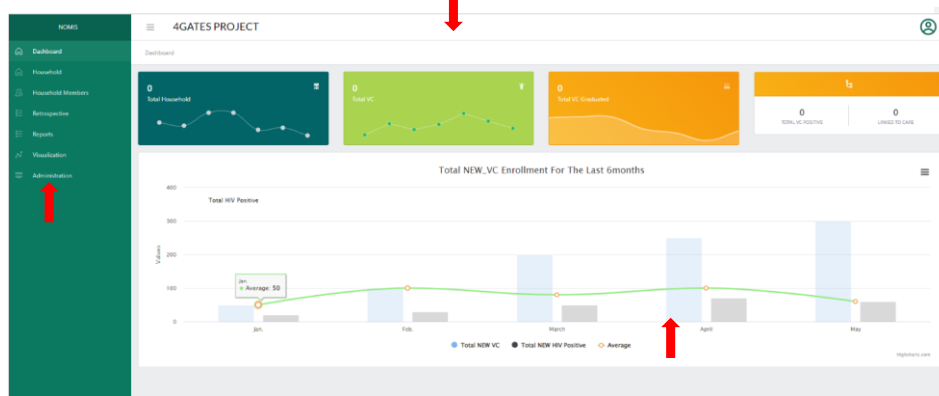 NOMIS
4GATES PROJECT
Dashboard
Dashboard
Household
Household Members
Retrospective
Reports
Visualisation
Administration
0
Total Household
0
Total VC
0
Total VC Graduated
0
TOTAL VC POSITIVE
0
LINKED TO CARE
Total NEW_VC Enrollment For The Last 6months
Total HIV Positive
Values
400
300
200
100
0
Jan.
Average: 50
Jan.
Feb.
March
April
May
Total NEW VC
Total NEW HIV Positive
Average
Highcharts.com